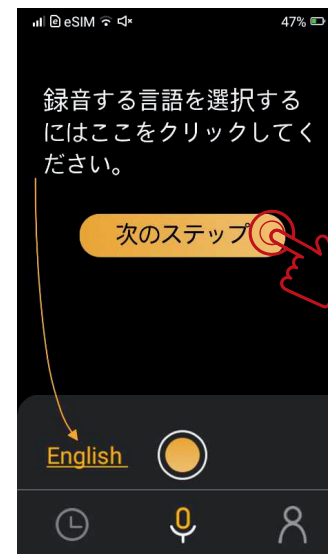 eSIM 47%
録音する言語を選択する
にはここをクリックしてく
ださい。
次のステップ
English